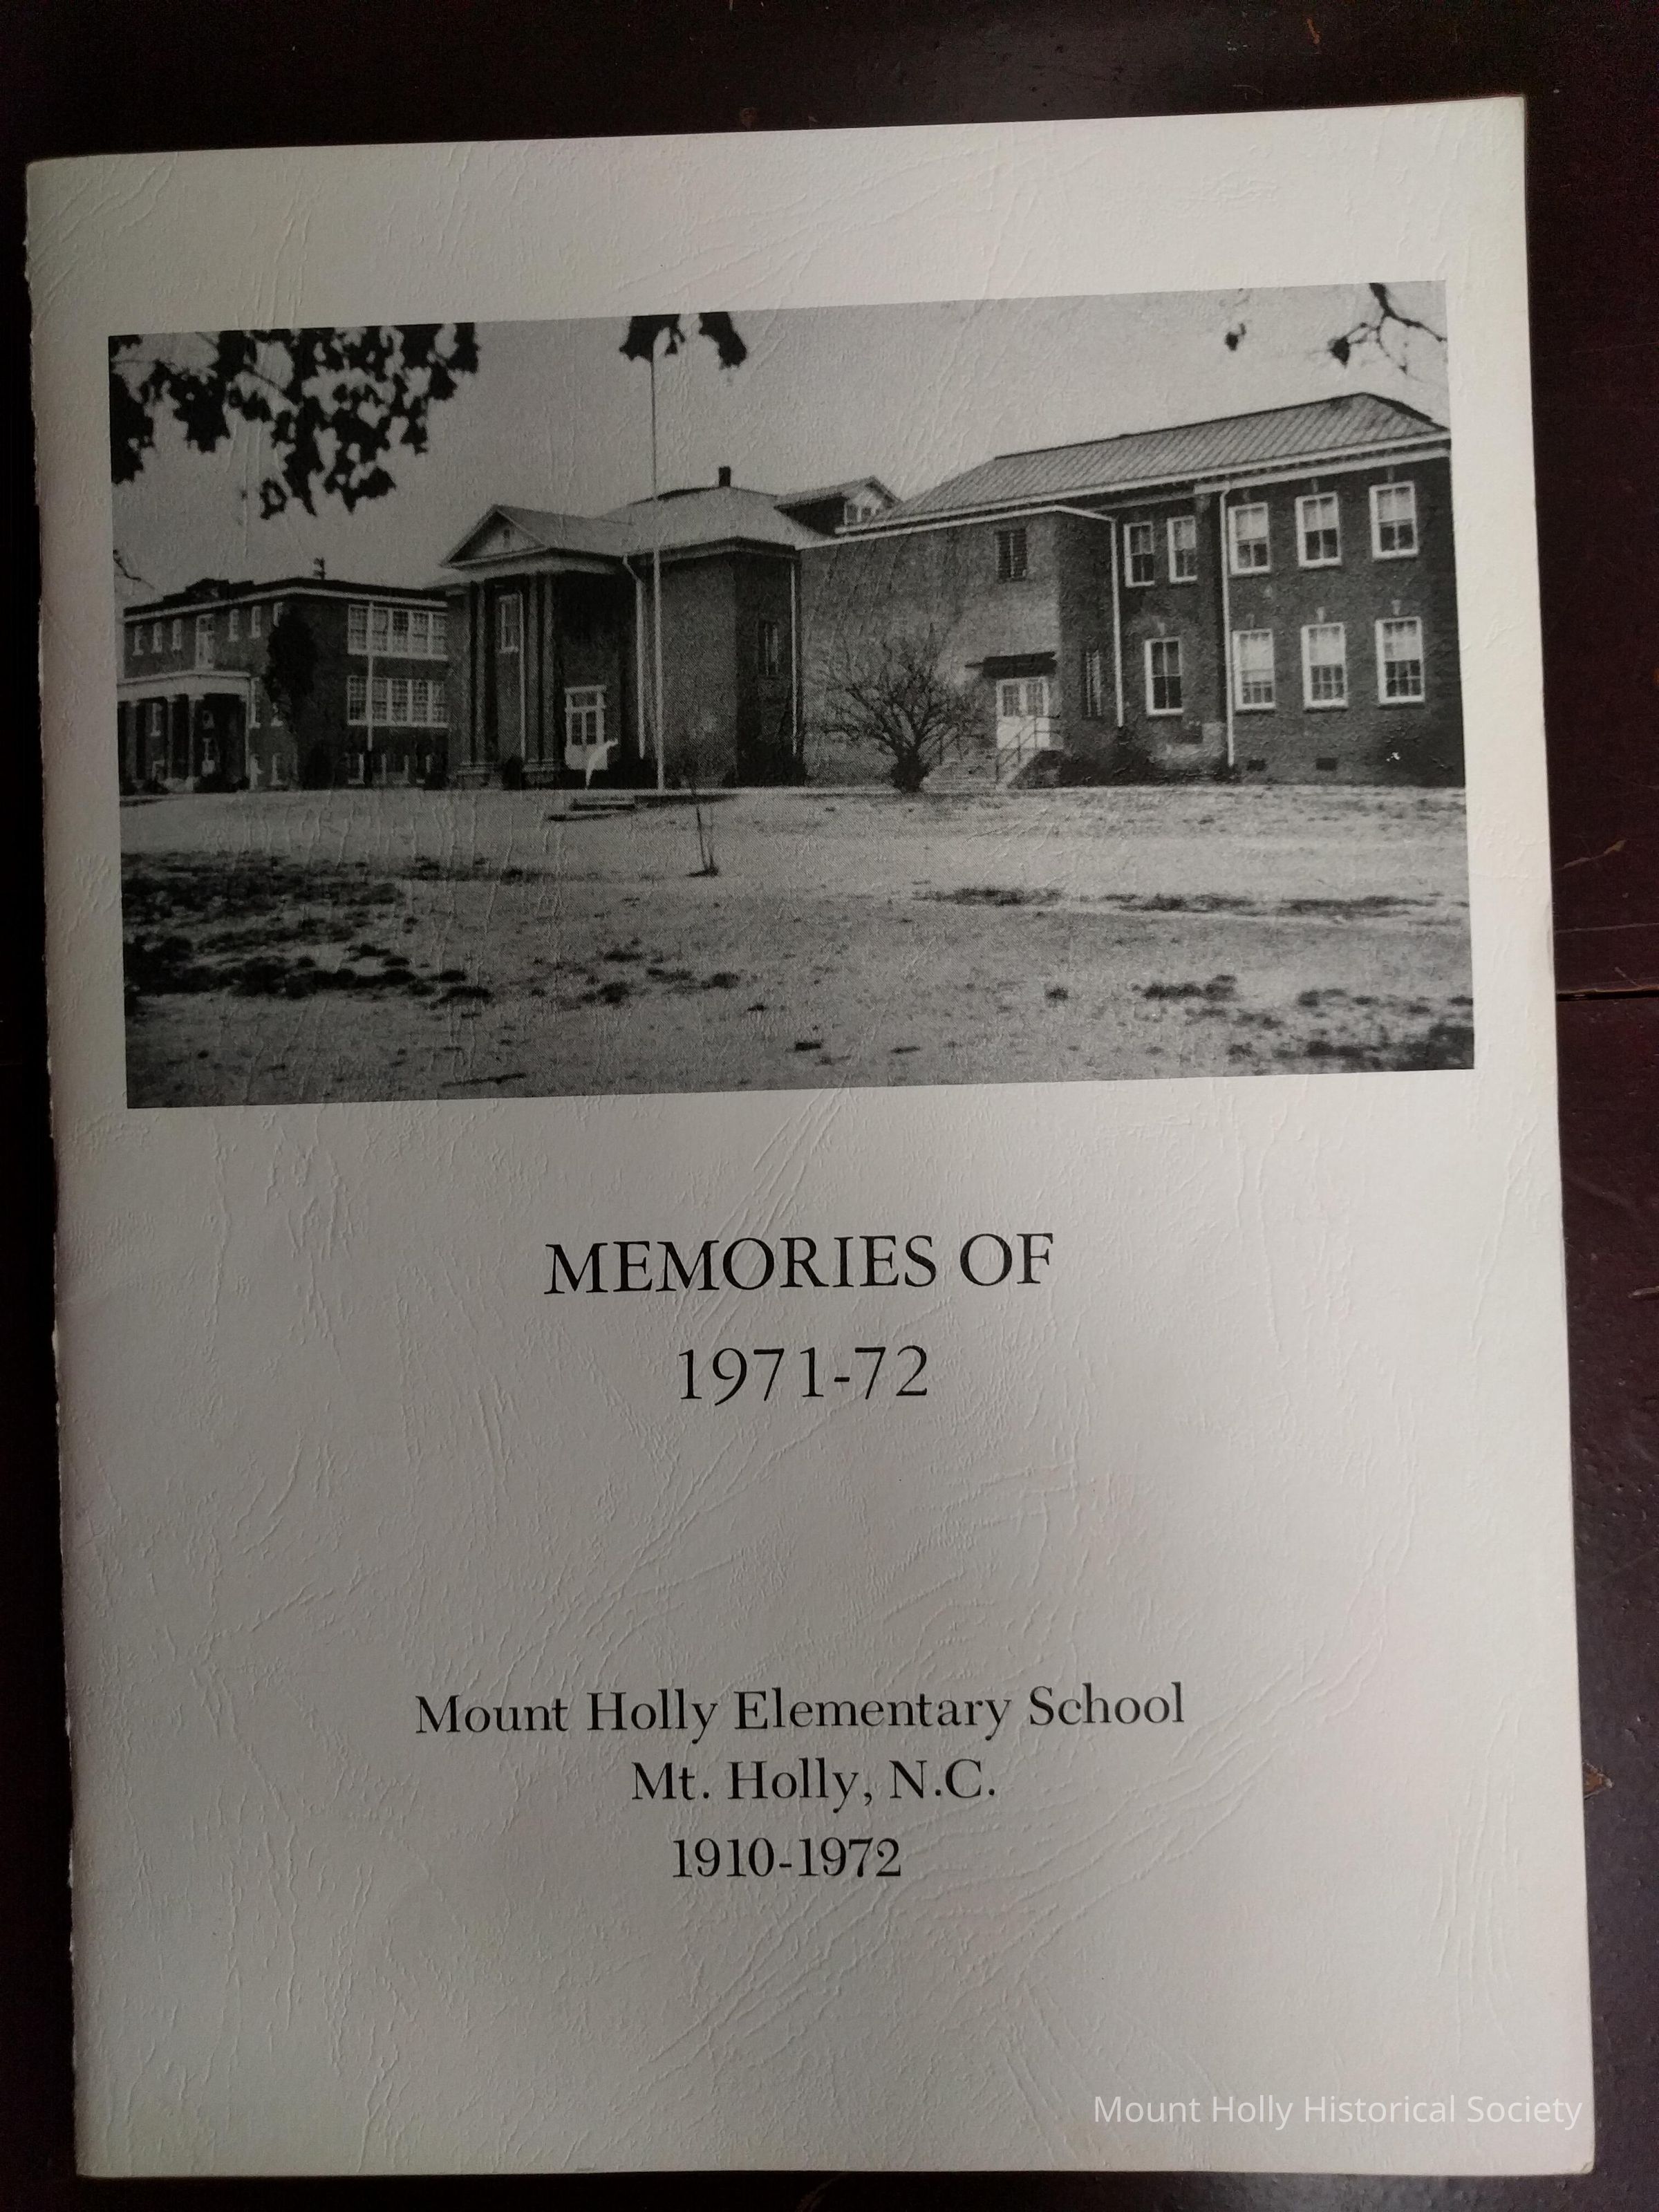 MEMORIES OF
1971-72
Mount Holly Elementary School
Mt. Holly, N.C.
1910-1972
Mount Holly Historical Society